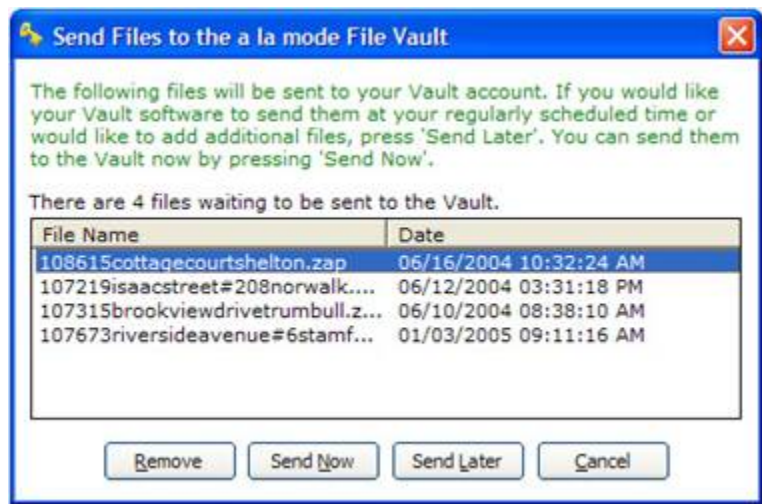 Send Files to the a la mode File Vault
The following files will be sent to your Vault account. If you would like
your Vault software to send them at your regularly scheduled time or
would like to add additional files, press 'Send Later'. You can send them
to the Vault now by pressing 'Send Now'.
There are 4 files waiting to be sent to the Vault.
File Name Date
108615cottagecourtshelton.zap 06/16/2004 10:32:24 AM
107219isaacstreet#208norwalk.... 06/12/2004 03:31:18 PM
107315brookviewdrivetrumbull.z... 06/10/2004 08:38:10 AM
107673riversideavenue#6stamf... 01/03/2005 09:11:16 AM
Remove Send Now Send Later Cancel